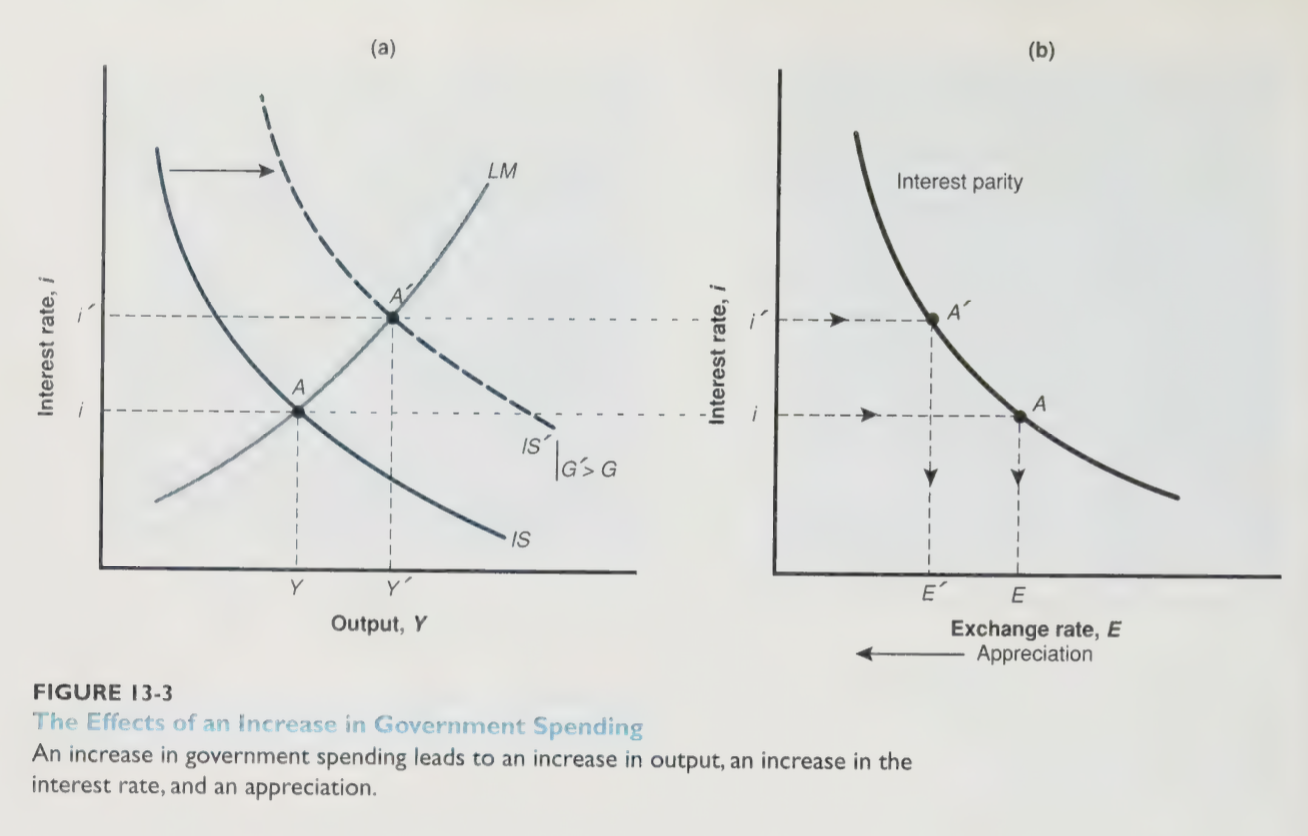 (a)
(b)
LM
Interest parity
Interest rate, i
i′
A′
Interest rate, i
i′
A′
i
A
i
A
IS′
G′> G
IS
Y
Y′
E′
E
Output, Y
Exchange rate, E
Appreciation
FIGURE 13-3
The Effects of an Increase in Government Spending
An increase in government spending leads to an increase in output, an increase in the
interest rate, and an appreciation.